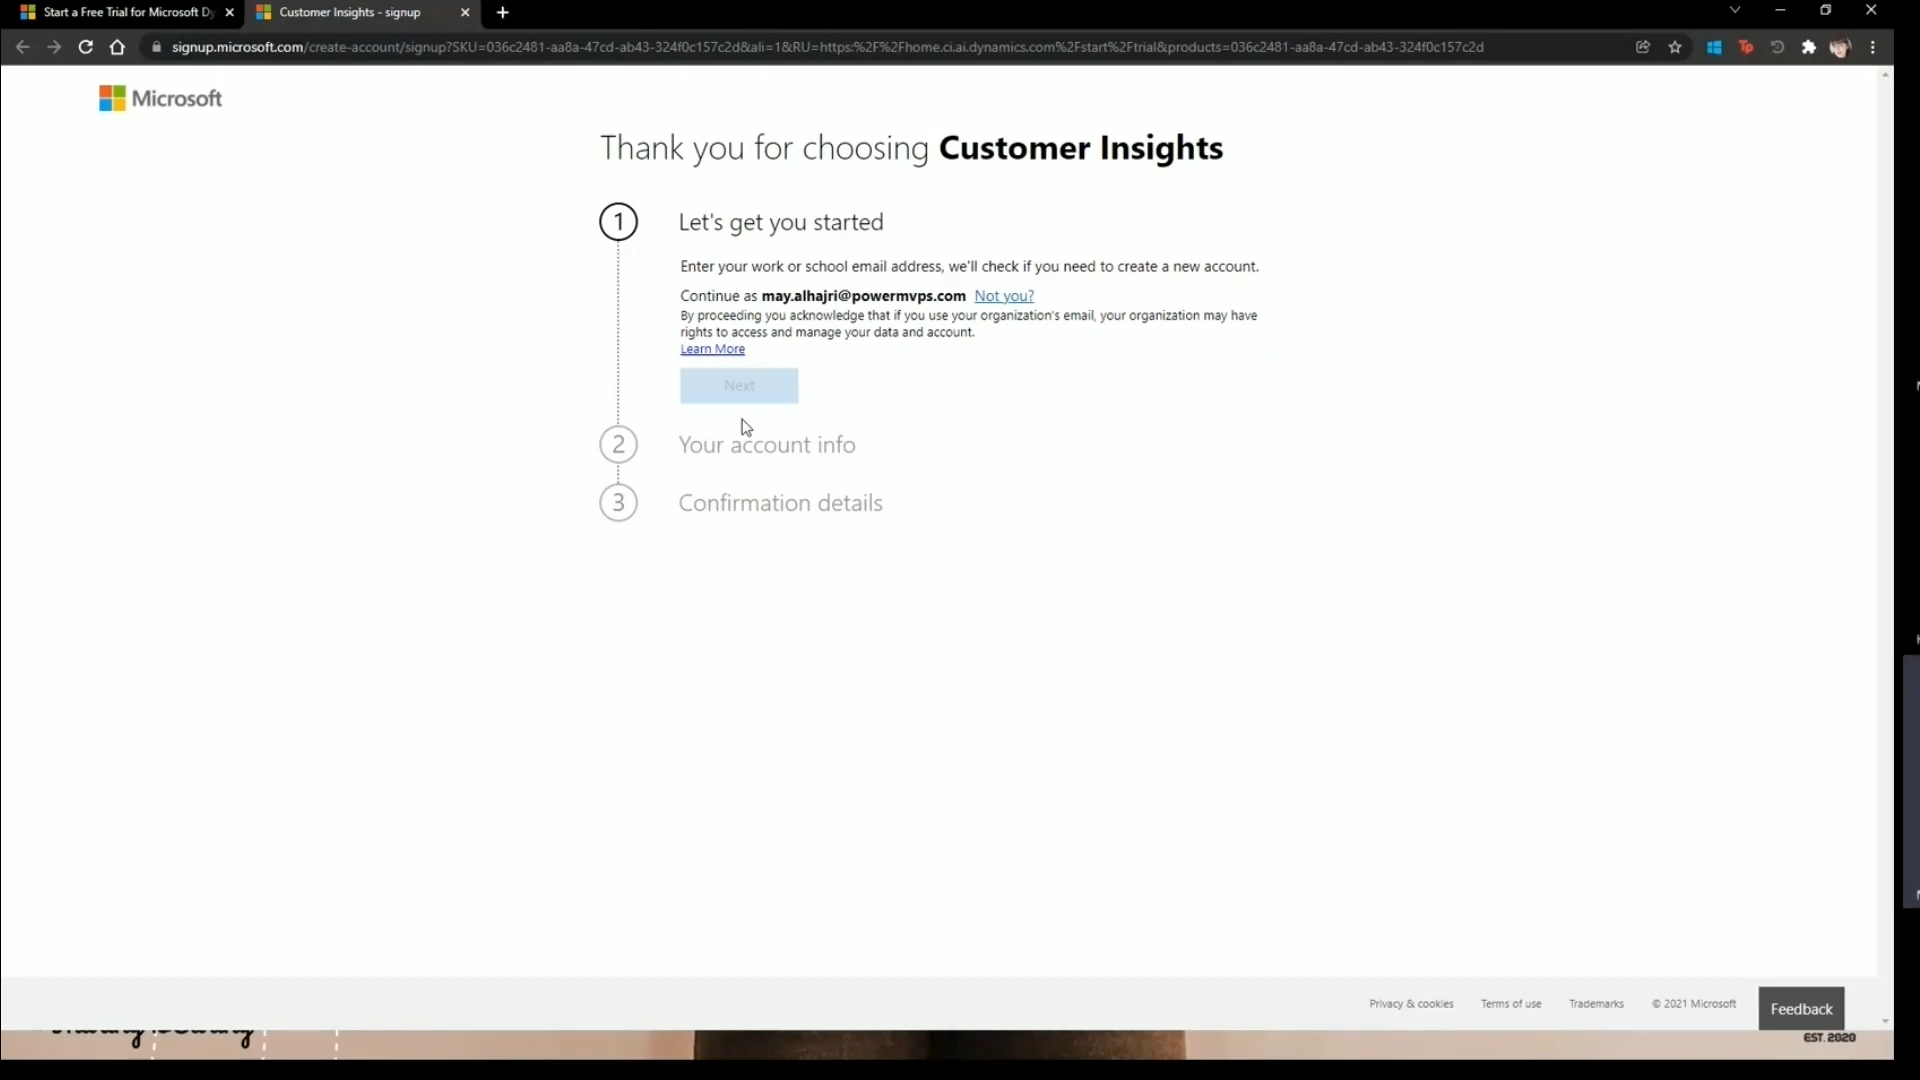 Start a Free Trial for Microsoft Dy
Customer Insights - signup
signup.microsoft.com/create-account/signup?SKU=036c2481-aa8a-47cd-ab43-324f0c157c2d&ali=1&RU=https:%2F%2Fhome.ci.ai.dynamics.com%2Fstart%2Ftrial&products=036c2481-aa8a-47cd-ab43-324f0c157c2d
Microsoft
Thank you for choosing Customer Insights
1 Let's get you started
Enter your work or school email address, we'll check if you need to create a new account.
Continue as may.alhajri@powermvps.com Not you?
By proceeding you acknowledge that if you use your organization's email, your organization may have
rights to access and manage your data and account.
Learn More
Next
2 Your account info
3 Confirmation details
Privacy & cookies Terms of use Trademarks © 2021 Microsoft Feedback
EST. 2020